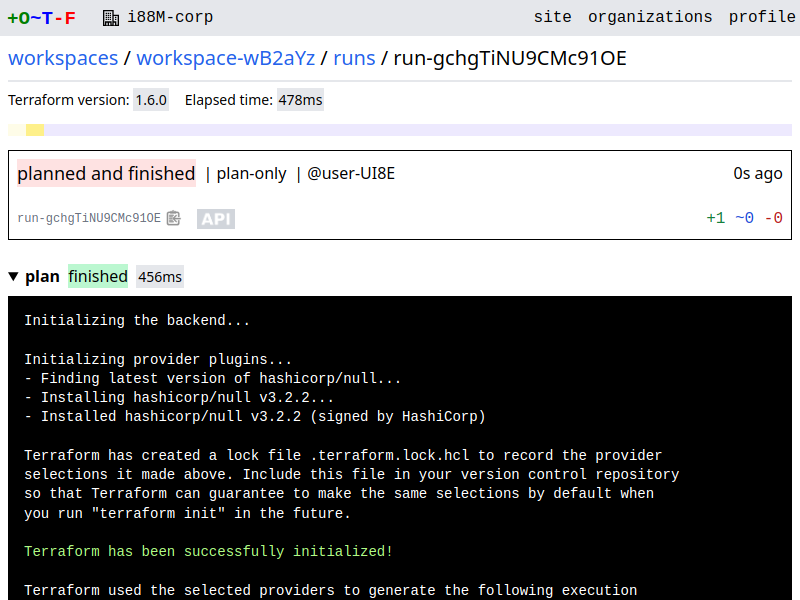 +O~T-F i88M-corp site organizations profile
workspaces / workspace-wB2aYz / runs / run-gchgTiNU9CMc91OE
Terraform version: 1.6.0 Elapsed time: 478ms
planned and finished | plan-only | @user-UI8E 0s ago
run-gchgTiNU9CMc91OE API +1 ~0 -0
▼ plan finished 456ms
Initializing the backend...
Initializing provider plugins...
- Finding latest version of hashicorp/null...
- Installing hashicorp/null v3.2.2...
- Installed hashicorp/null v3.2.2 (signed by HashiCorp)
Terraform has created a lock file .terraform.lock.hcl to record the provider
selections it made above. Include this file in your version control repository
so that Terraform can guarantee to make the same selections by default when
you run "terraform init" in the future.
Terraform has been successfully initialized!
Terraform used the selected providers to generate the following execution